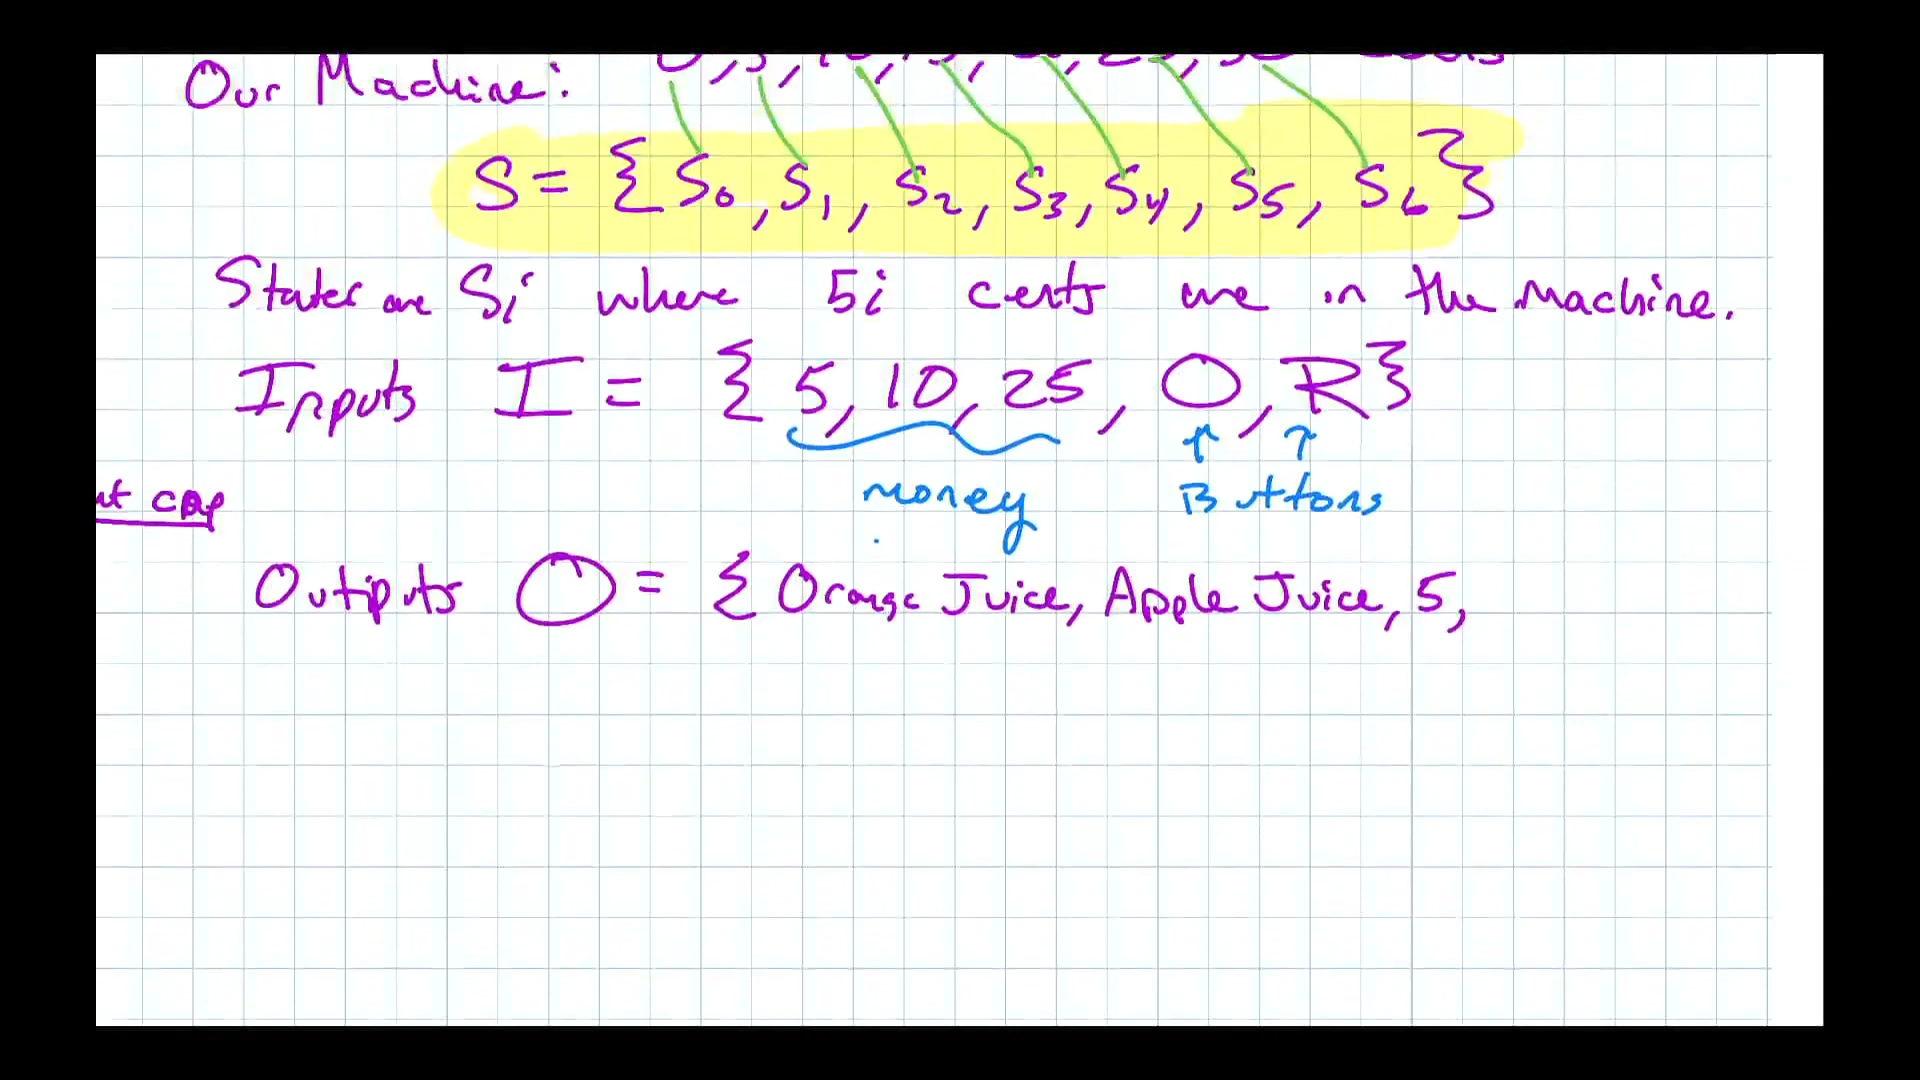 Our Machine:
S = {S0, S1, S2, S3, S4, S5, S6}
States are Si where 5i cents are in the Machine.
Inputs I = {5, 10, 25, O, R}
money Buttons
Outputs O = { Orange Juice, Apple Juice, 5,